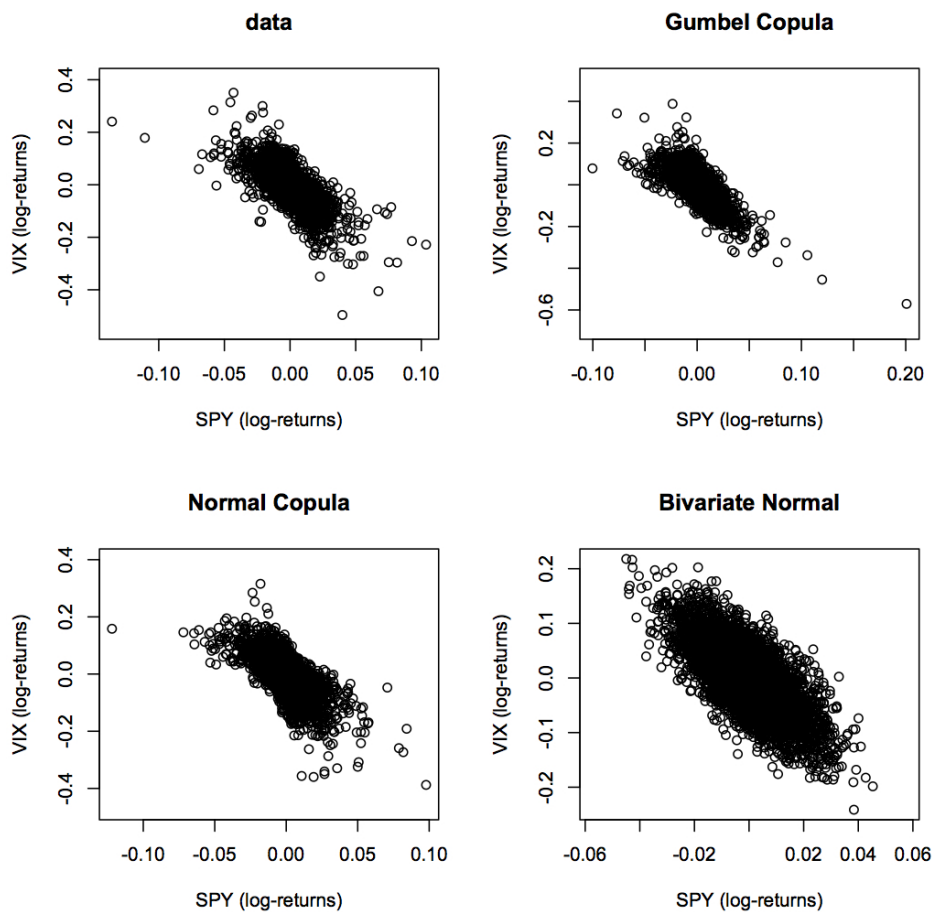 data
VIX (log-returns)
0.4
0.2
0.0
-0.2
-0.4
-0.10 -0.05 0.00 0.05 0.10
SPY (log-returns)
Gumbel Copula
VIX (log-returns)
0.2
-0.2
-0.6
-0.10 0.00 0.10 0.20
SPY (log-returns)
Normal Copula
VIX (log-returns)
0.4
0.2
0.0
-0.2
-0.4
-0.10 -0.05 0.00 0.05 0.10
SPY (log-returns)
Bivariate Normal
VIX (log-returns)
0.2
0.1
0.0
-0.1
-0.2
-0.06 -0.02 0.02 0.04 0.06
SPY (log-returns)